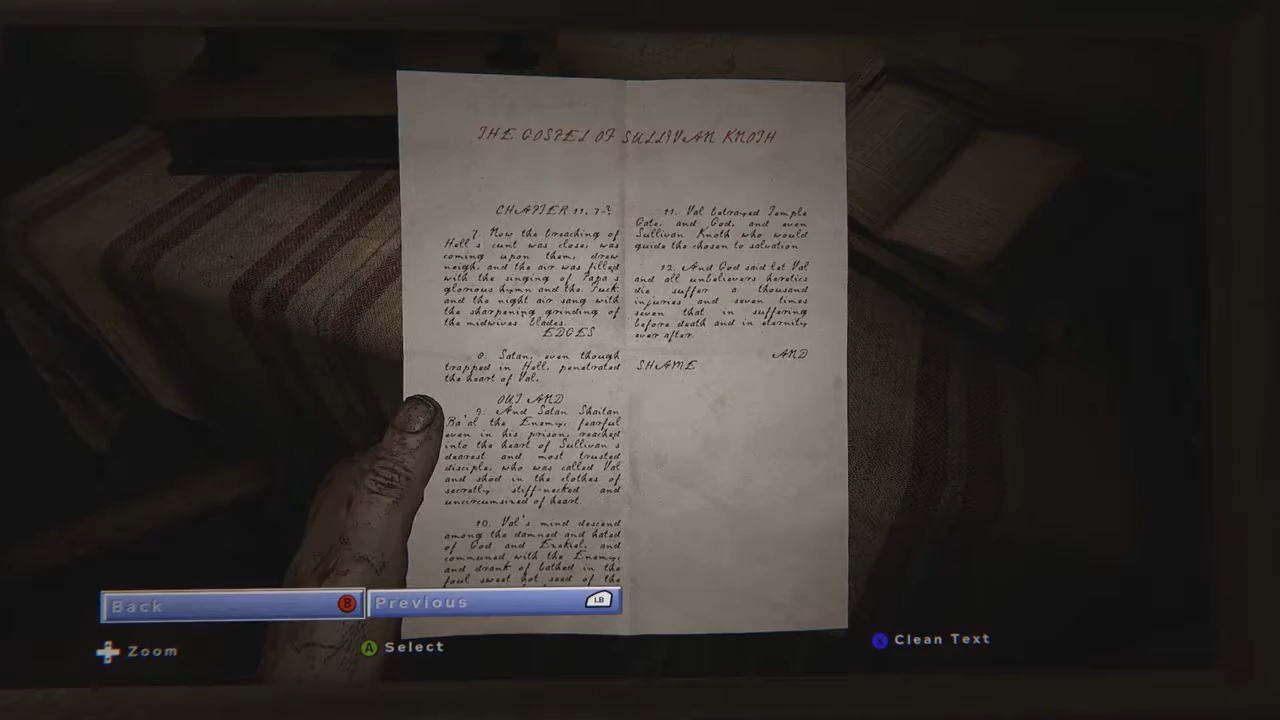 THE GOSPEL OF SULLIVAN KNOTH
CHAPTER 11.
7. Now the breaching of
Hell's cunt was close, was
coming upon them, drew
neigh, and the air was filled
with the singing of Papa's
glorious hymn and the Fuck.
and the night air sang with
the sharpening grinding of
the midwives blades.
EDGES
8. Satan, even though
trapped in Hell, penetrated
the heart of Val.
OUT AND
9. And Satan Shaitan
Ba'al the Enemy, fearful
even in his prison, reached
into the heart of Sullivan's
dearest and most trusted
disciple, who was called Val
and shod in the clothes of
secretly stiff-necked and
uncircumsized of heart.
10. Val's mind descend
among the damned and hated
of God and Ezekiel, and
communed with the Enemy,
and drank of bathed in the
foul sweet hot seed of the
11. Val betrayed Temple
Gate, and God, and even
Sullivan Knoth who would
guide the chosen to salvation
12. And God said let Val
and all unbelievers heretics
die suffer a thousand
injuries and seven times
seven that in suffering
before death and in eternity
ever after.
AND
SHAME
Back B
Previous LB
Zoom
A Select
X Clean Text